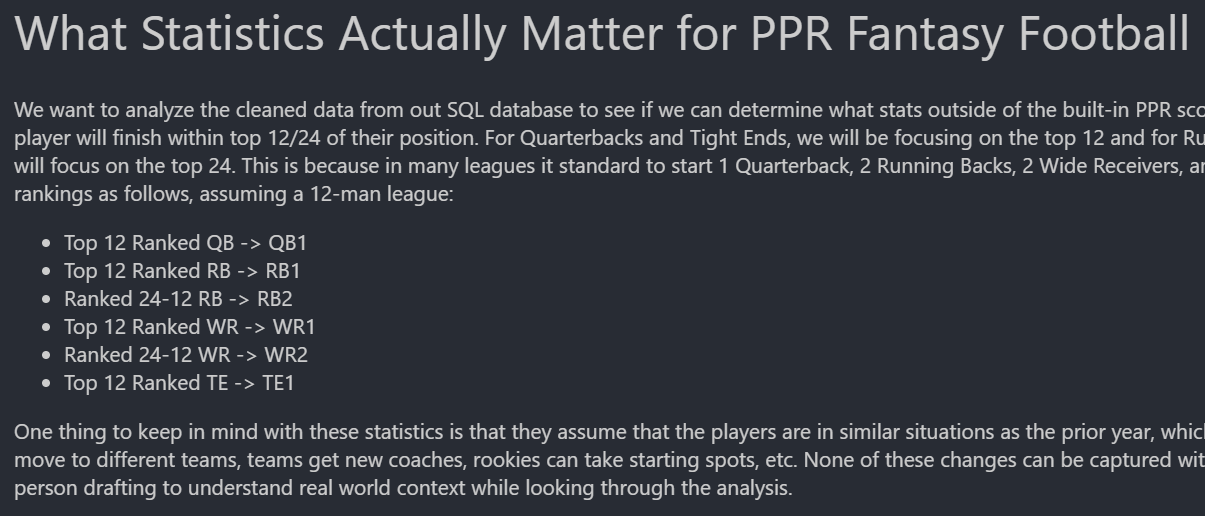 What Statistics Actually Matter for PPR Fantasy Football
We want to analyze the cleaned data from out SQL database to see if we can determine what stats outside of the built-in PPR
player will finish within top 12/24 of their position. For Quarterbacks and Tight Ends, we will be focusing on the top 12 and for
will focus on the top 24. This is because in many leagues it standard to start 1 Quarterback, 2 Running Backs, 2 Wide Receivers,
rankings as follows, assuming a 12-man league:
• Top 12 Ranked QB -> QB1
• Top 12 Ranked RB -> RB1
• Ranked 24-12 RB -> RB2
• Top 12 Ranked WR -> WR1
• Ranked 24-12 WR -> WR2
• Top 12 Ranked TE -> TE1
One thing to keep in mind with these statistics is that they assume that the players are in similar situations as the prior year,
move to different teams, teams get new coaches, rookies can take starting spots, etc. None of these changes can be captured
person drafting to understand real world context while looking through the analysis.